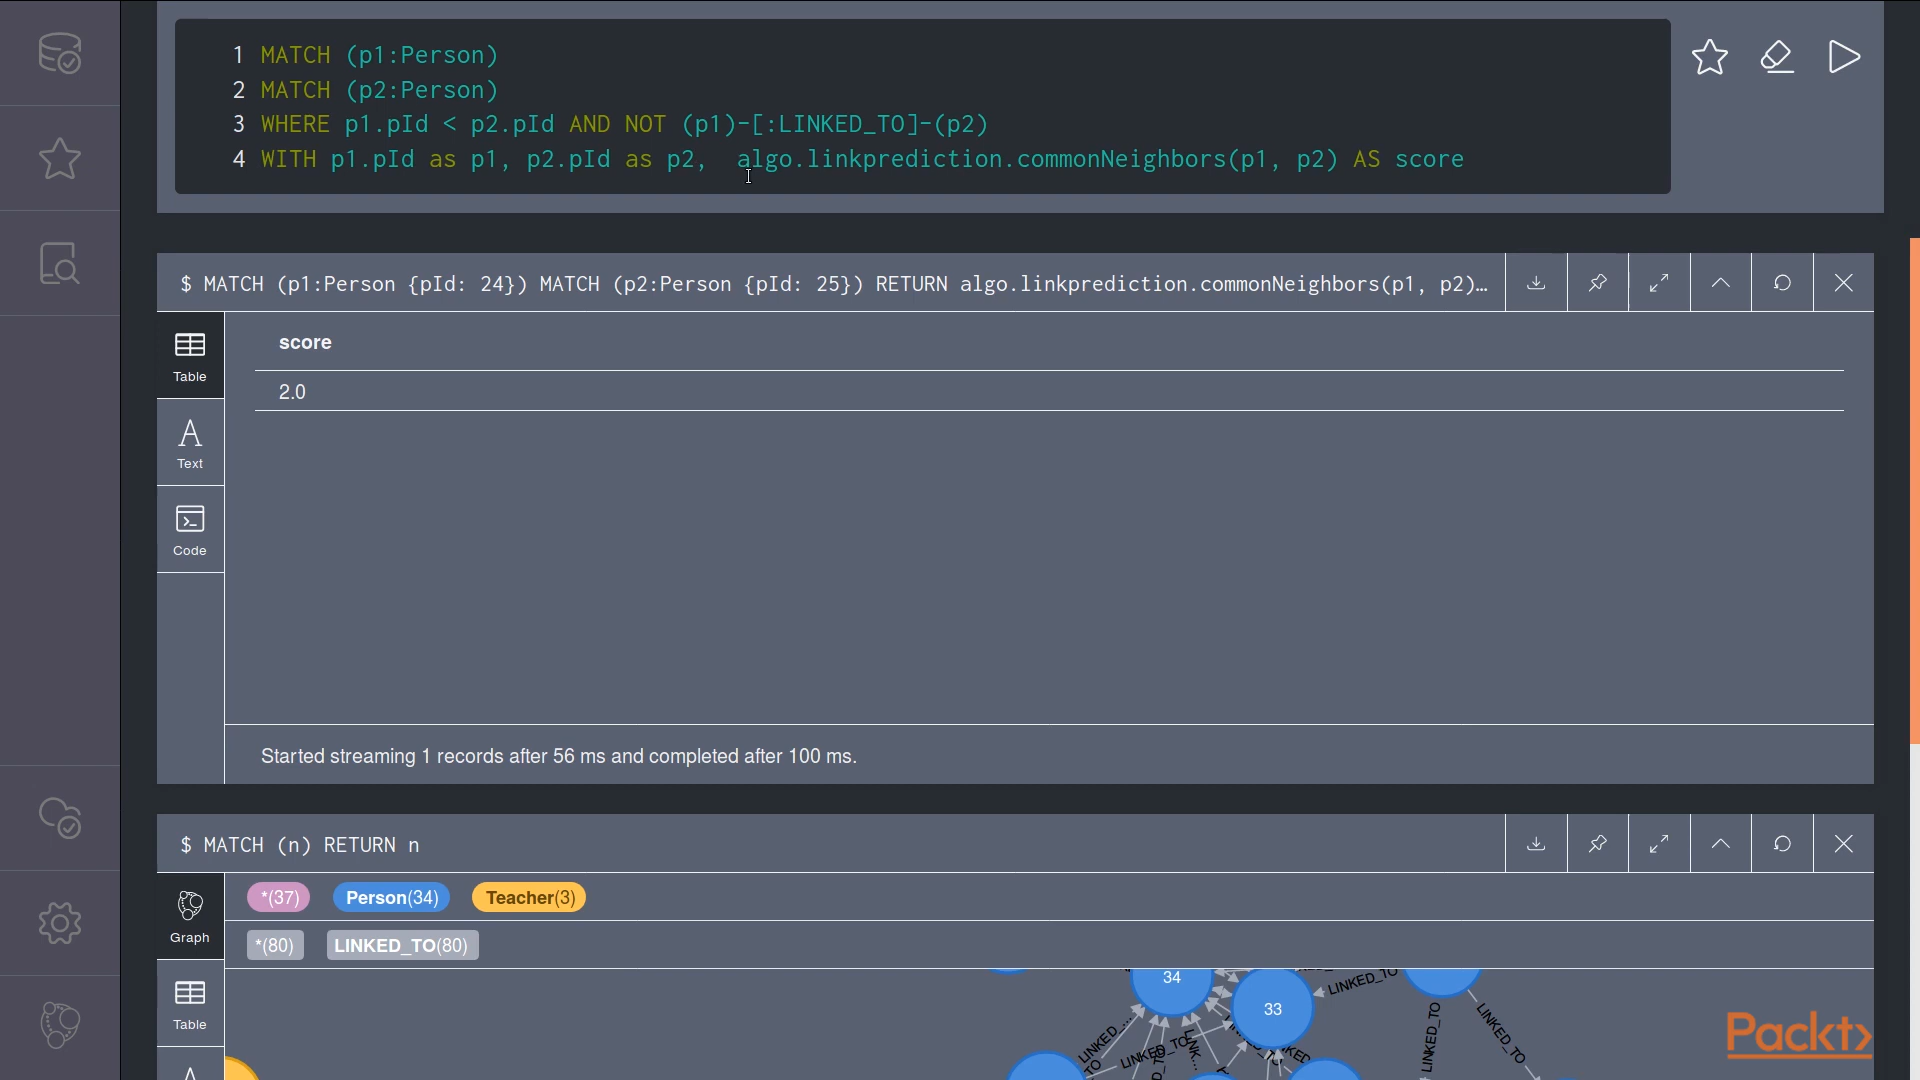 1 MATCH (p1:Person)
2 MATCH (p2:Person)
3 WHERE p1.pId < p2.pId AND NOT (p1)-[:LINKED_TO]-(p2)
4 WITH p1.pId as p1, p2.pId as p2,  algo.linkprediction.commonNeighbors(p1, p2) AS score
$ MATCH (p1:Person {pId: 24}) MATCH (p2:Person {pId: 25}) RETURN algo.linkprediction.commonNeighbors(p1, p2)…
Table
Text
Code
score
2.0
Started streaming 1 records after 56 ms and completed after 100 ms.
$ MATCH (n) RETURN n
Graph
Table
*(37) Person(34) Teacher(3)
*(80) LINKED_TO(80)
34
33
LINKED_TO
LINKED_…
LINKED_TO
LINK…
LINKED_TO
LINKED_TO
Packt>